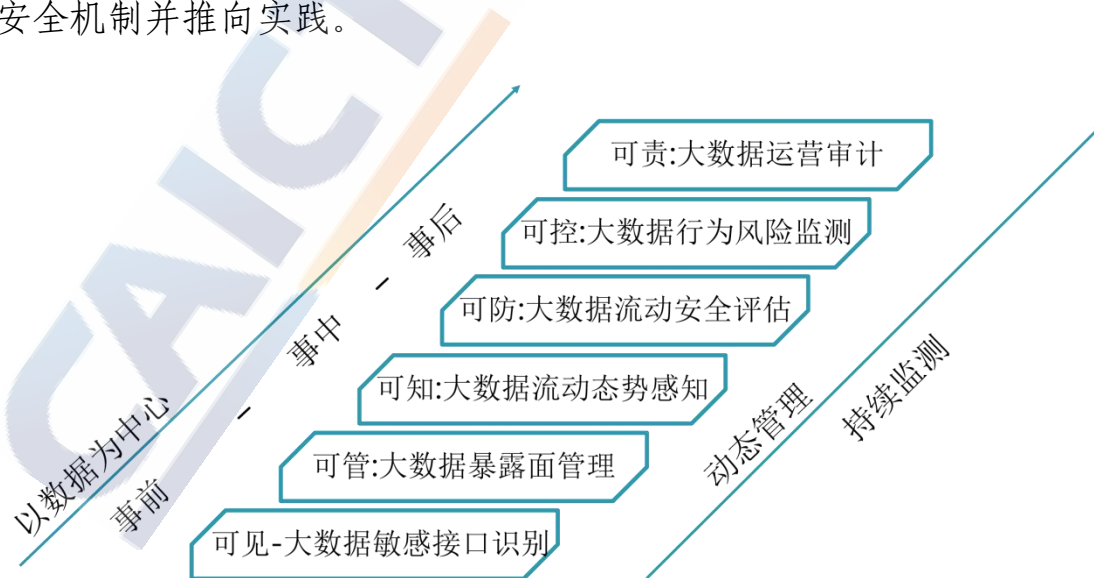 安全机制并推向实践。
可责:大数据运营审计
可控:大数据行为风险监测
可防:大数据流动安全评估
可知:大数据流动态势感知
可管:大数据暴露面管理
可见-大数据敏感接口识别
以数据为中心
事前 - 事中 - 事后
动态管理
持续监测
CAICT